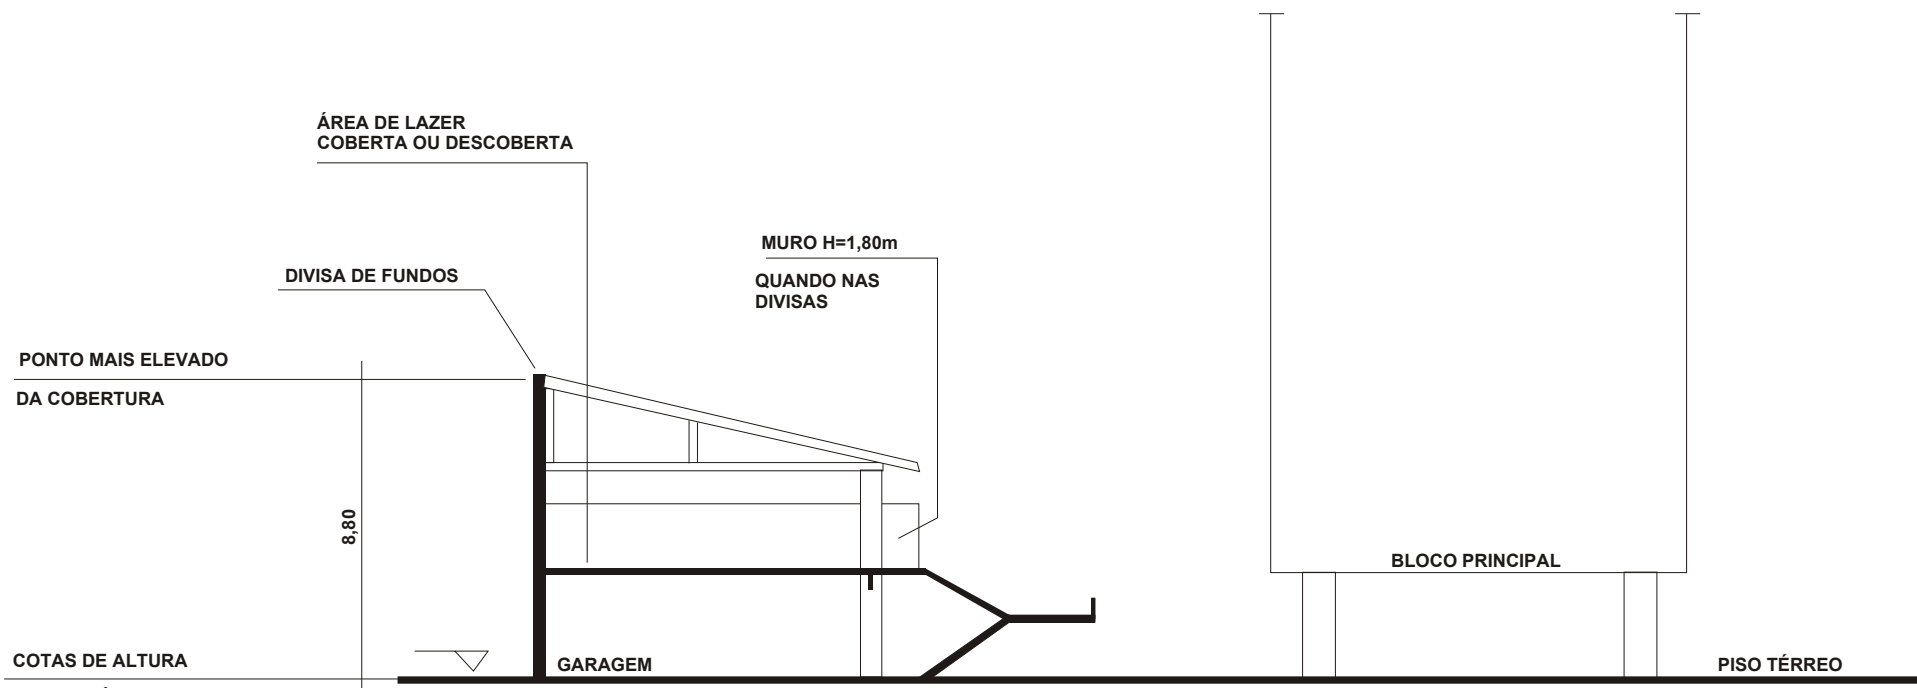 ÁREA DE LAZER
COBERTA OU DESCOBERTA
MURO H=1,80m
QUANDO NAS
DIVISAS
DIVISA DE FUNDOS
PONTO MAIS ELEVADO
DA COBERTURA
8,80
BLOCO PRINCIPAL
COTAS DE ALTURA
GARAGEM
PISO TÉRREO